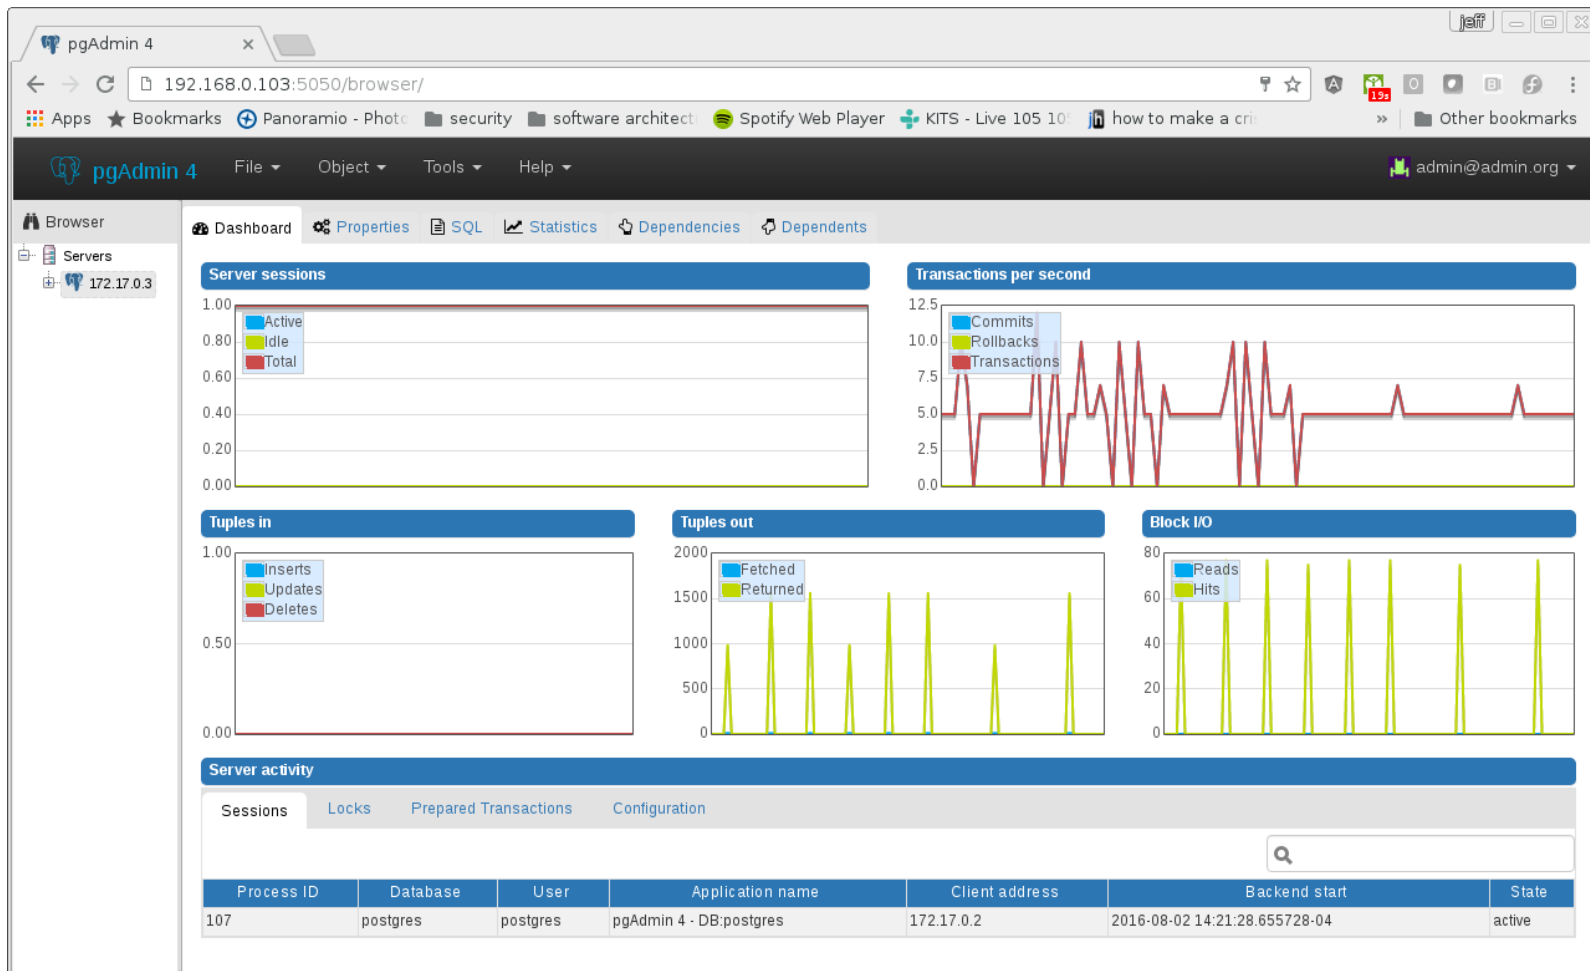 jeff
pgAdmin 4
192.168.0.103:5050/browser/
19s
Apps Bookmarks Panoramio - Phot security software architect Spotify Web Player KITS - Live 105 10 how to make a cri » Other bookmarks
pgAdmin 4 File Object Tools Help admin@admin.org
Browser
Dashboard Properties SQL Statistics Dependencies Dependents
Servers
172.17.0.3
Server sessions
1.00
0.80
0.60
0.40
0.20
0.00
Active
Idle
Total
Transactions per second
12.5
10.0
7.5
5.0
2.5
0.0
Commits
Rollbacks
Transactions
Tuples in
1.00
0.50
0.00
Inserts
Updates
Deletes
Tuples out
2000
1500
1000
500
0
Fetched
Returned
Block I/O
80
60
40
20
0
Reads
Hits
Server activity
Sessions Locks Prepared Transactions Configuration
Process ID Database User Application name Client address Backend start State
107 postgres postgres pgAdmin 4 - DB:postgres 172.17.0.2 2016-08-02 14:21:28.655728-04 active